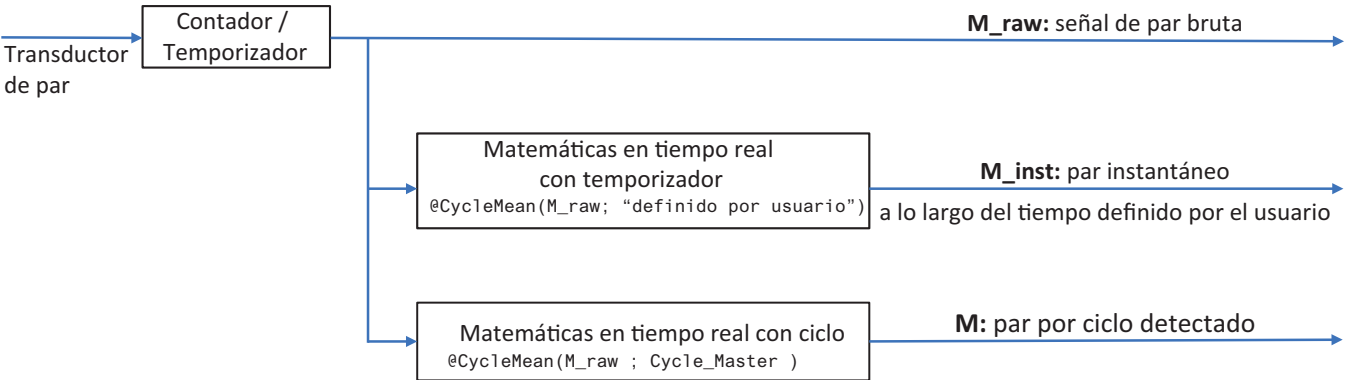 Transductor
de par
Contador /
Temporizador
M_raw: señal de par bruta
Matemáticas en tiempo real
con temporizador
@CycleMean(M_raw; “definido por usuario”)
M_inst: par instantáneo
a lo largo del tiempo definido por el usuario
Matemáticas en tiempo real con ciclo
@CycleMean(M_raw ; Cycle_Master )
M: par por ciclo detectado